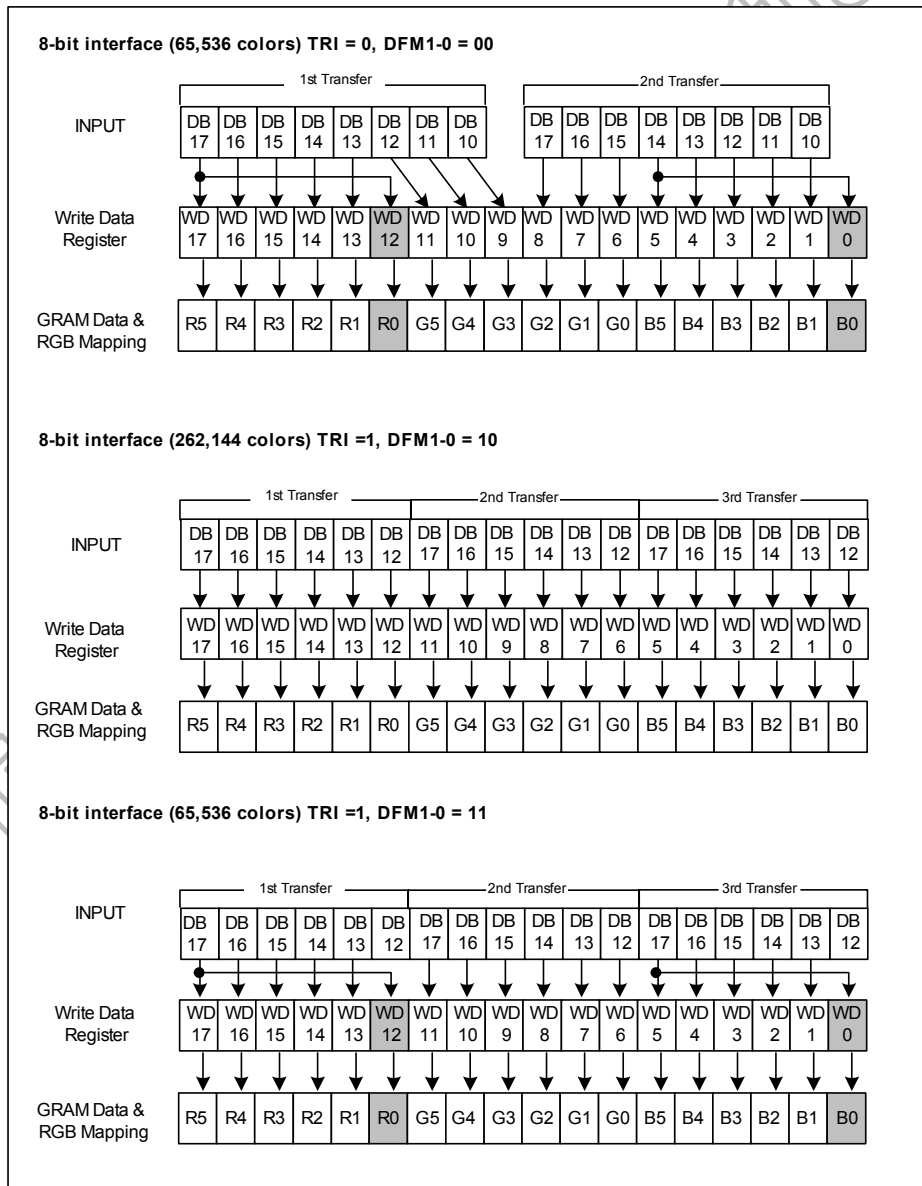 8-bit interface (65,536 colors) TRI = 0, DFM1-0 = 00
1st Transfer 2nd Transfer
INPUT DB 17 DB 16 DB 15 DB 14 DB 13 DB 12 DB 11 DB 10 DB 17 DB 16 DB 15 DB 14 DB 13 DB 12 DB 11 DB 10
Write Data Register WD 17 WD 16 WD 15 WD 14 WD 13 WD 12 WD 11 WD 10 WD 9 WD 8 WD 7 WD 6 WD 5 WD 4 WD 3 WD 2 WD 1 WD 0
GRAM Data & RGB Mapping R5 R4 R3 R2 R1 R0 G5 G4 G3 G2 G1 G0 B5 B4 B3 B2 B1 B0
8-bit interface (262,144 colors) TRI =1, DFM1-0 = 10
1st Transfer 2nd Transfer 3rd Transfer
INPUT DB 17 DB 16 DB 15 DB 14 DB 13 DB 12 DB 17 DB 16 DB 15 DB 14 DB 13 DB 12 DB 17 DB 16 DB 15 DB 14 DB 13 DB 12
Write Data Register WD 17 WD 16 WD 15 WD 14 WD 13 WD 12 WD 11 WD 10 WD 9 WD 8 WD 7 WD 6 WD 5 WD 4 WD 3 WD 2 WD 1 WD 0
GRAM Data & RGB Mapping R5 R4 R3 R2 R1 R0 G5 G4 G3 G2 G1 G0 B5 B4 B3 B2 B1 B0
8-bit interface (65,536 colors) TRI =1, DFM1-0 = 11
1st Transfer 2nd Transfer 3rd Transfer
INPUT DB 17 DB 16 DB 15 DB 14 DB 13 DB 12 DB 17 DB 16 DB 15 DB 14 DB 13 DB 12 DB 17 DB 16 DB 15 DB 14 DB 13 DB 12
Write Data Register WD 17 WD 16 WD 15 WD 14 WD 13 WD 12 WD 11 WD 10 WD 9 WD 8 WD 7 WD 6 WD 5 WD 4 WD 3 WD 2 WD 1 WD 0
GRAM Data & RGB Mapping R5 R4 R3 R2 R1 R0 G5 G4 G3 G2 G1 G0 B5 B4 B3 B2 B1 B0